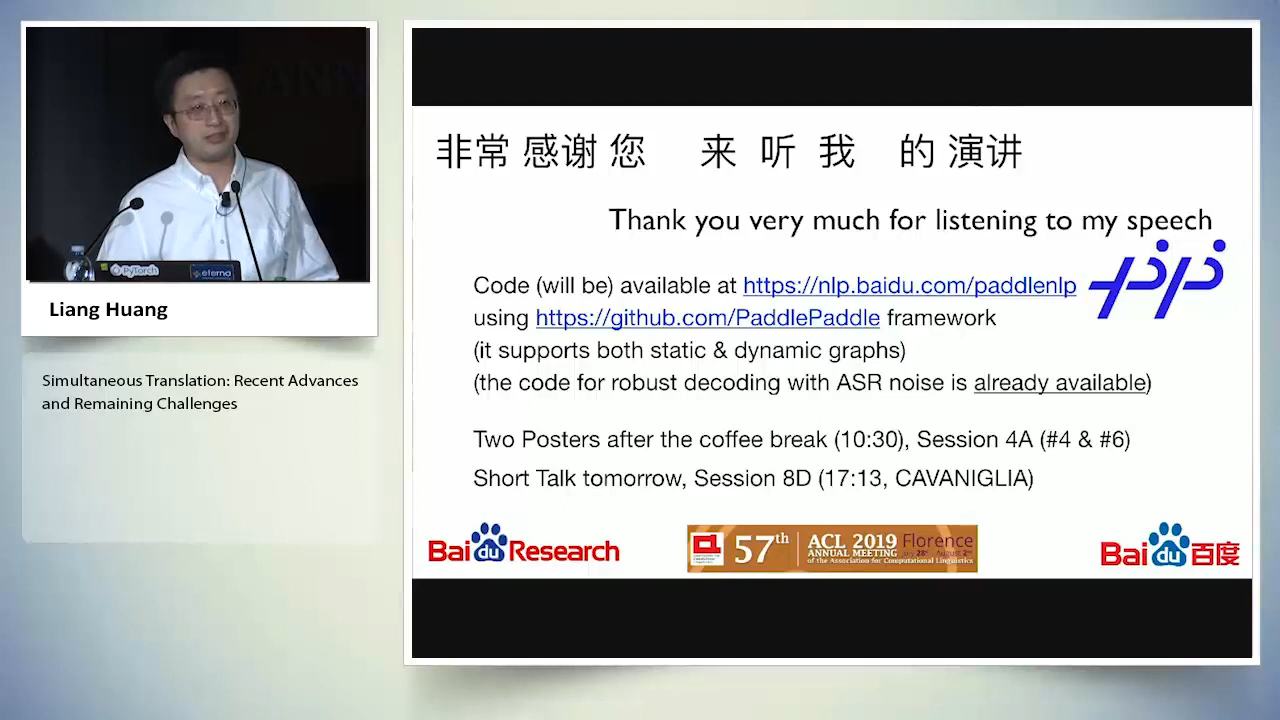 PyTorch
eterna
Liang Huang
Simultaneous Translation: Recent Advances
and Remaining Challenges
非常 感谢 您 来 听 我 的 演讲
Thank you very much for listening to my speech
Code (will be) available at https://nlp.baidu.com/paddlenlp
using https://github.com/PaddlePaddle framework
(it supports both static & dynamic graphs)
(the code for robust decoding with ASR noise is already available)
Two Posters after the coffee break (10:30), Session 4A (#4 & #6)
Short Talk tomorrow, Session 8D (17:13, CAVANIGLIA)
Baidu Research
57th
ACL 2019 Florence
ANNUAL MEETING July 28th - August 2nd
of the Association for Computational Linguistics
Baidu 百度